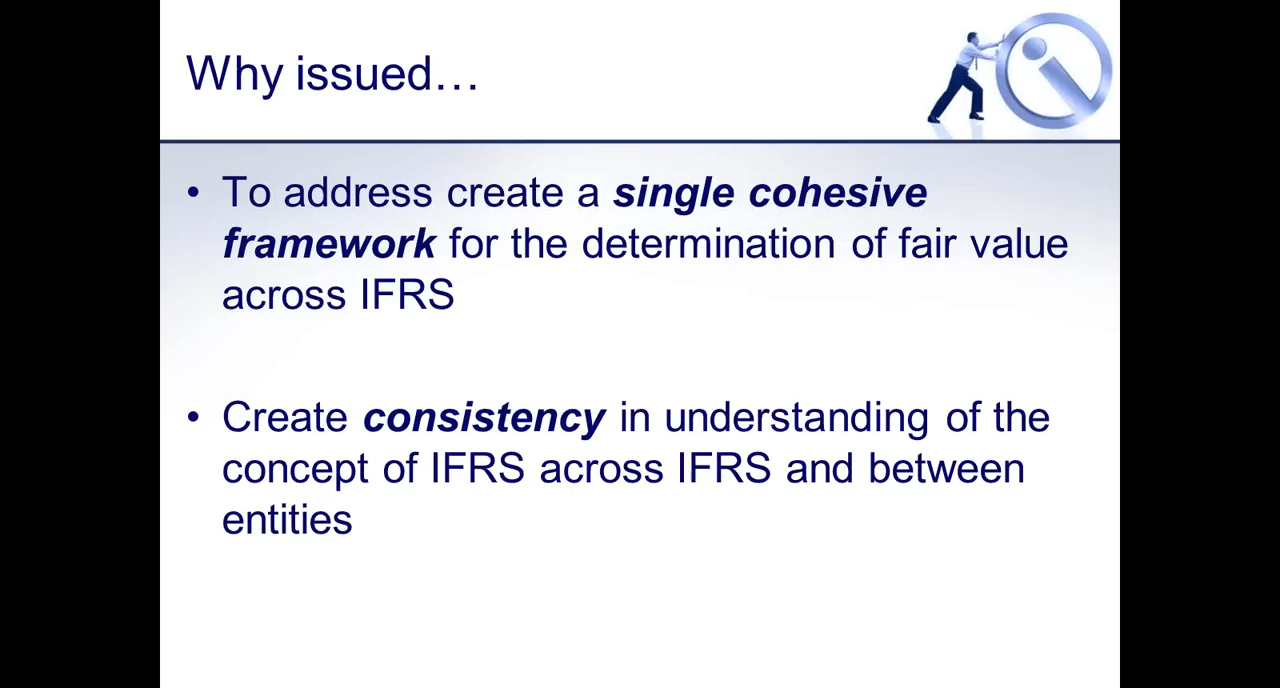 Why issued…
• To address create a single cohesive
framework for the determination of fair value
across IFRS
• Create consistency in understanding of the
concept of IFRS across IFRS and between
entities